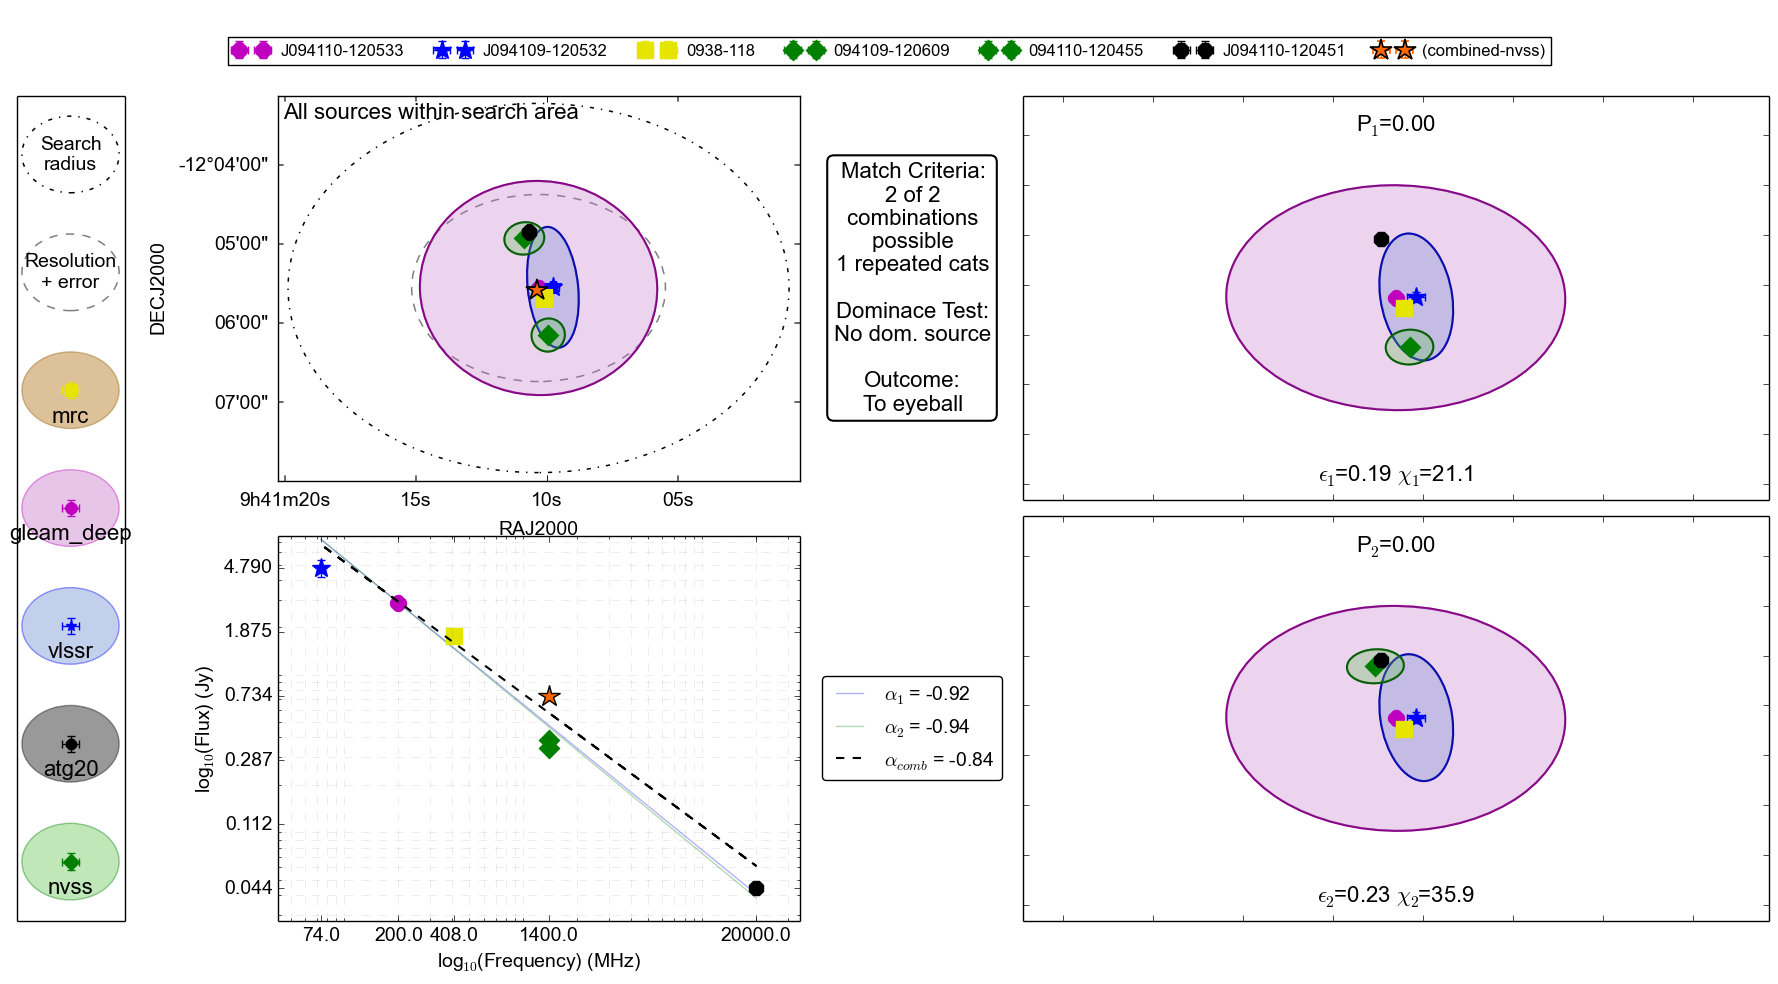 J094110-120533 J094109-120532 0938-118 094109-120609 094110-120455 J094110-120451 (combined-nvss)
Search
radius
Resolution
+ error
mrc
gleam_deep
vlssr
atg20
nvss
All sources within search area
DECJ2000
-12°04'00"
05'00"
06'00"
07'00"
9h41m20s 15s 10s 05s
RAJ2000
Match Criteria:
2 of 2
combinations
possible
1 repeated cats
Dominace Test:
No dom. source
Outcome:
To eyeball
P1=0.00
ϵ1=0.19 χ1=21.1
log10(Flux) (Jy)
4.790
1.875
0.734
0.287
0.112
0.044
74.0 200.0 408.0 1400.0 20000.0
log10(Frequency) (MHz)
α1 = -0.92
α2 = -0.94
αcomb = -0.84
P2=0.00
ϵ2=0.23 χ2=35.9